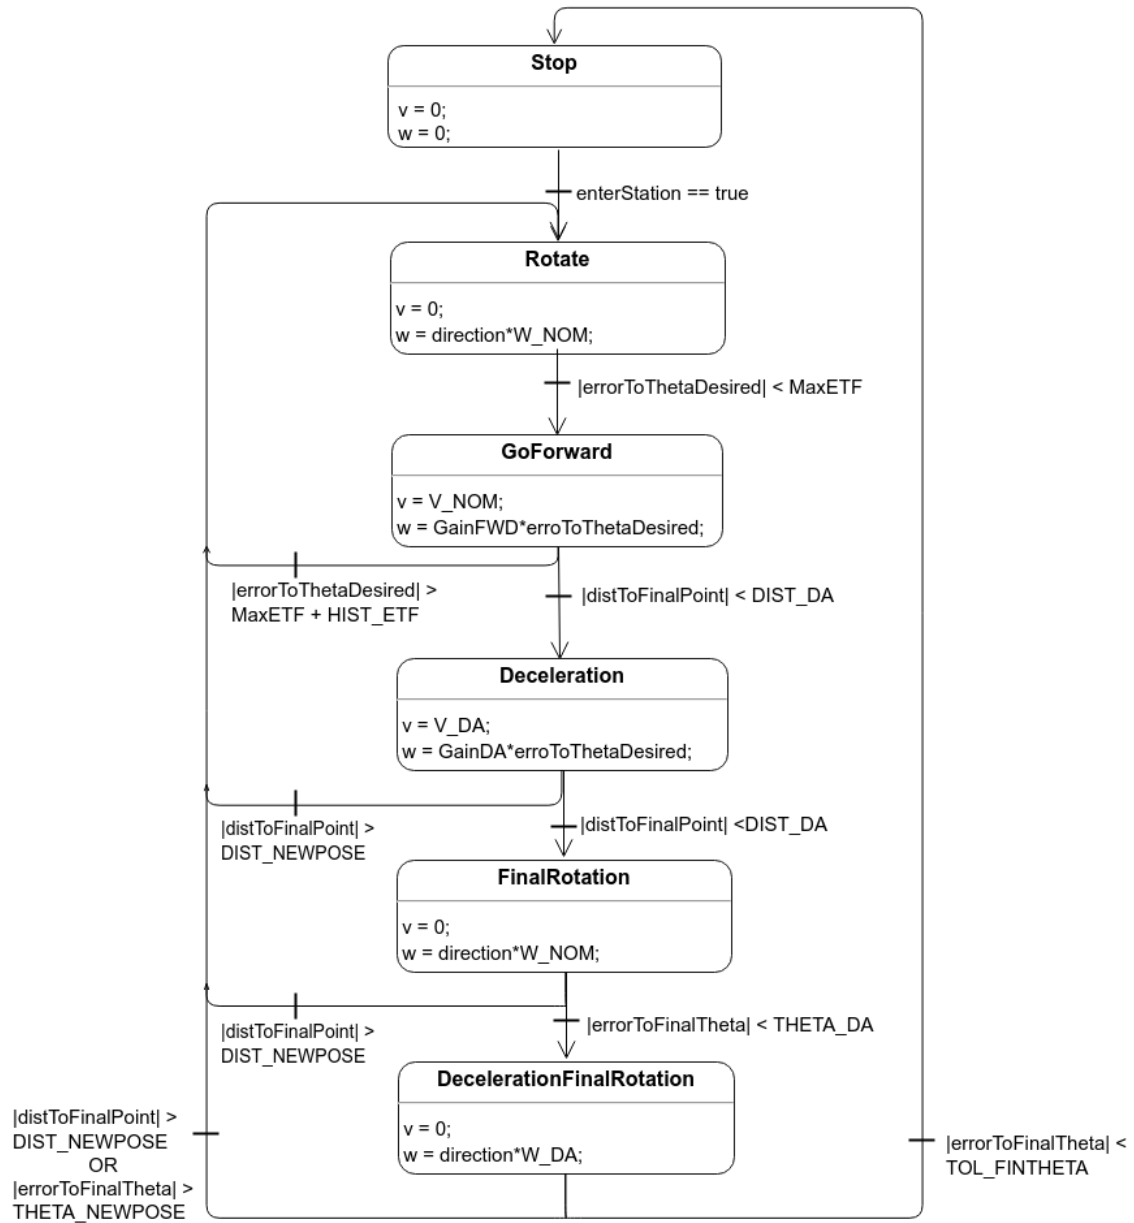 Stop
v = 0;
w = 0;
enterStation == true
Rotate
v = 0;
w = direction*W_NOM;
|errorToThetaDesired| < MaxETF
GoForward
v = V_NOM;
w = GainFWD*erroToThetaDesired;
|errorToThetaDesired| >
MaxETF + HIST_ETF
|distToFinalPoint| < DIST_DA
Deceleration
v = V_DA;
w = GainDA*erroToThetaDesired;
|distToFinalPoint| >
DIST_NEWPOSE
|distToFinalPoint| <DIST_DA
FinalRotation
v = 0;
w = direction*W_NOM;
|distToFinalPoint| >
DIST_NEWPOSE
|errorToFinalTheta| < THETA_DA
DecelerationFinalRotation
v = 0;
w = direction*W_DA;
|distToFinalPoint| >
DIST_NEWPOSE
OR
|errorToFinalTheta| >
THETA_NEWPOSE
|errorToFinalTheta| <
TOL_FINTHETA